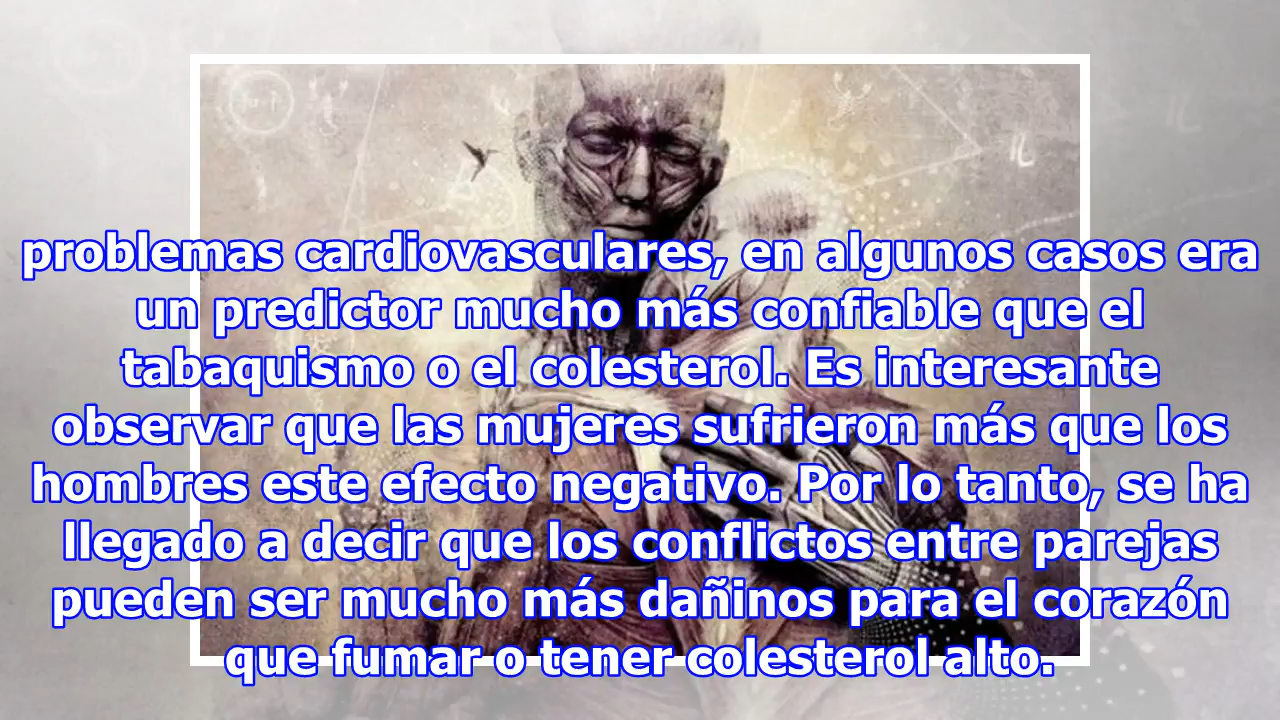 problemas cardiovasculares, en algunos casos era
un predictor mucho más confiable que el
tabaquismo o el colesterol. Es interesante
observar que las mujeres sufrieron más que los
hombres este efecto negativo. Por lo tanto, se ha
llegado a decir que los conflictos entre parejas
pueden ser mucho más dañinos para el corazón
que fumar o tener colesterol alto.